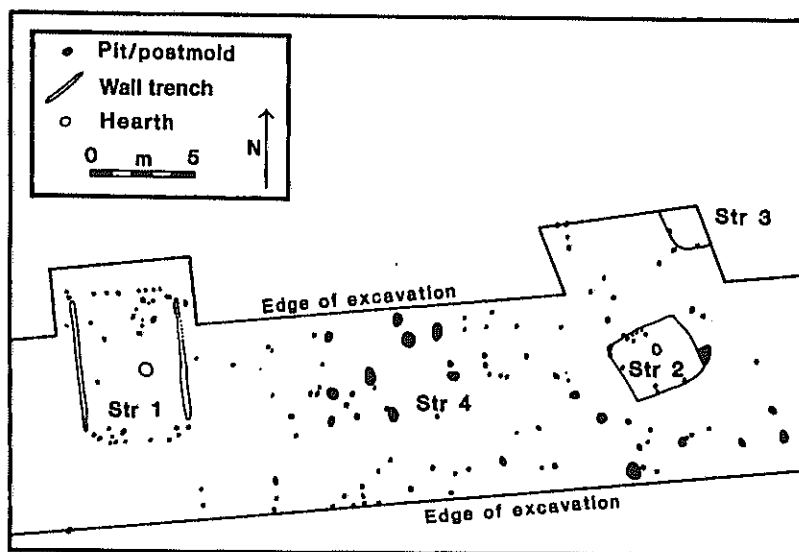 Pit/postmold
Wall trench
Hearth
0 m 5
N
Str 3
Edge of excavation
Str 2
Str 1
Str 4
Edge of excavation